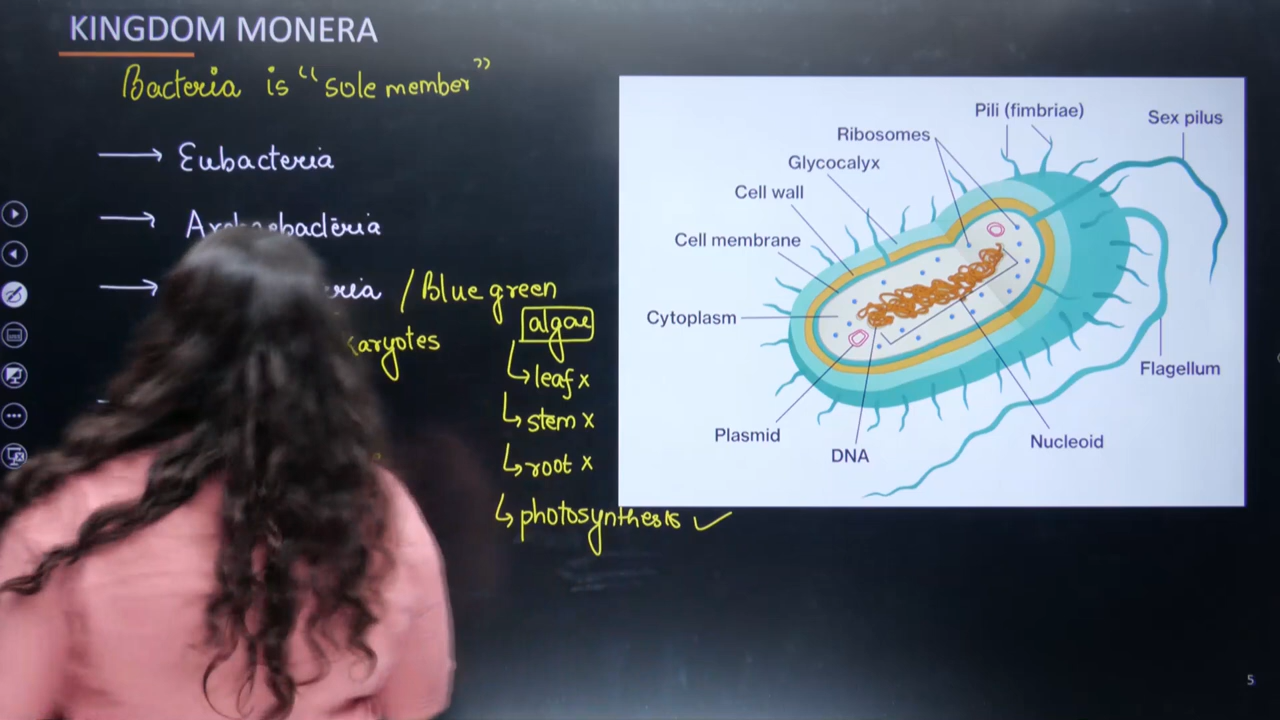 KINGDOM MONERA
Bacteria is "sole member"
→ Eubacteria
→ Archaebacteria
→ / Blue green
algae
leaf x
stem x
root x
photosynthesis ✓
Pili (fimbriae)
Sex pilus
Ribosomes
Glycocalyx
Cell wall
Cell membrane
Cytoplasm
Plasmid
DNA
Nucleoid
Flagellum
5